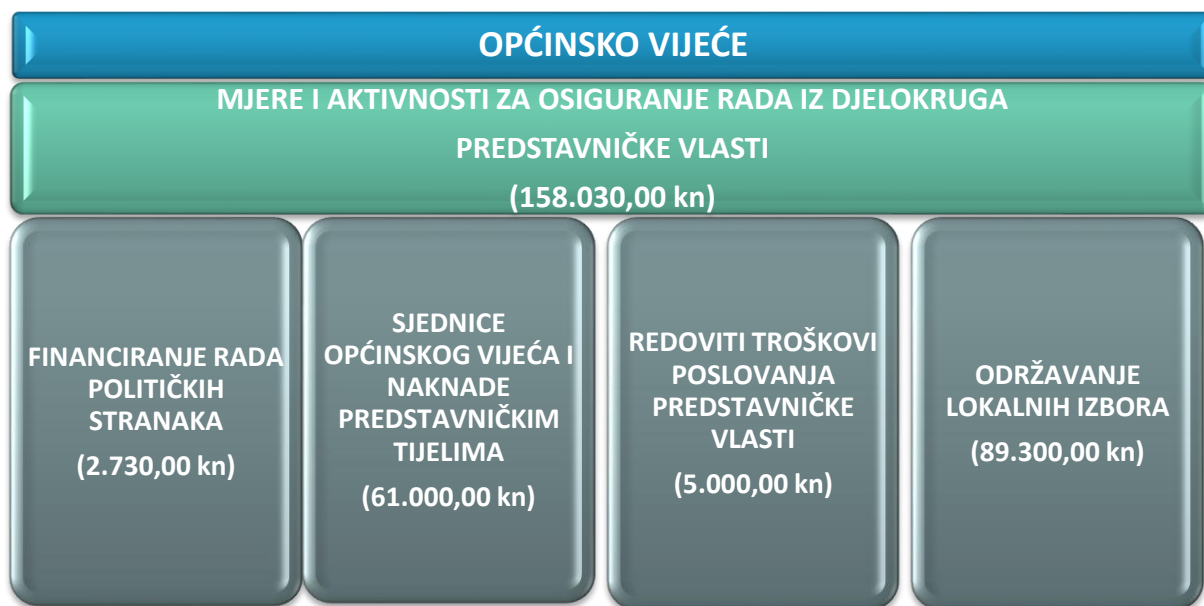 OPĆINSKO VIJEĆE
MJERE I AKTIVNOSTI ZA OSIGURANJE RADA IZ DJELOKRUGA
PREDSTAVNIČKE VLASTI
(158.030,00 kn)
FINANCIRANJE RADA
POLITIČKIH
STRANAKA
(2.730,00 kn)
SJEDNICE
OPĆINSKOG VIJEĆA I
NAKNADE
PREDSTAVNIČKIM
TIJELIMA
(61.000,00 kn)
REDOVITI TROŠKOVI
POSLOVANJA
PREDSTAVNIČKE
VLASTI
(5.000,00 kn)
ODRŽAVANJE
LOKALNIH IZBORA
(89.300,00 kn)